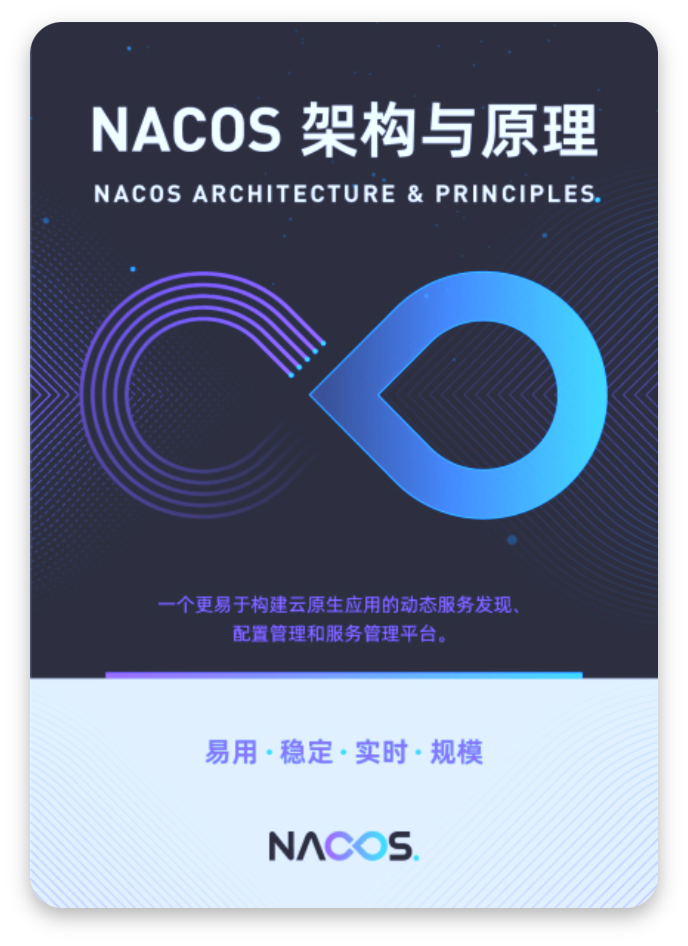 NACOS 架构与原理
NACOS ARCHITECTURE & PRINCIPLES.
一个更易于构建云原生应用的动态服务发现、
配置管理和服务管理平台。
易用·稳定·实时·规模
NACOS.